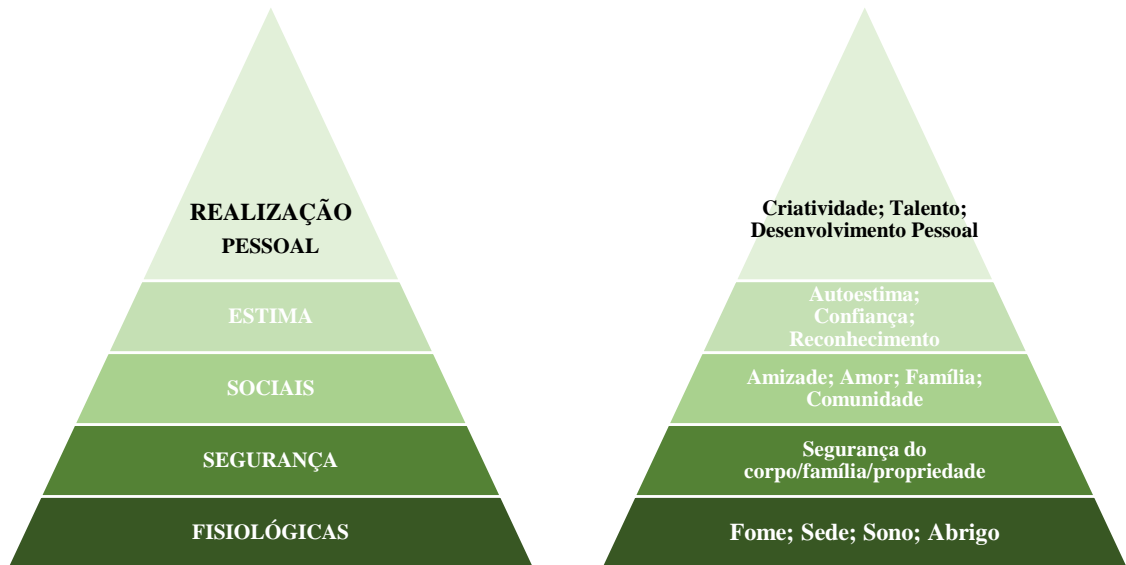 REALIZAÇÃO
PESSOAL
ESTIMA
SOCIAIS
SEGURANÇA
FISIOLÓGICAS
Criatividade; Talento;
Desenvolvimento Pessoal
Autoestima;
Confiança;
Reconhecimento
Amizade; Amor; Família;
Comunidade
Segurança do
corpo/família/propriedade
Fome; Sede; Sono; Abrigo